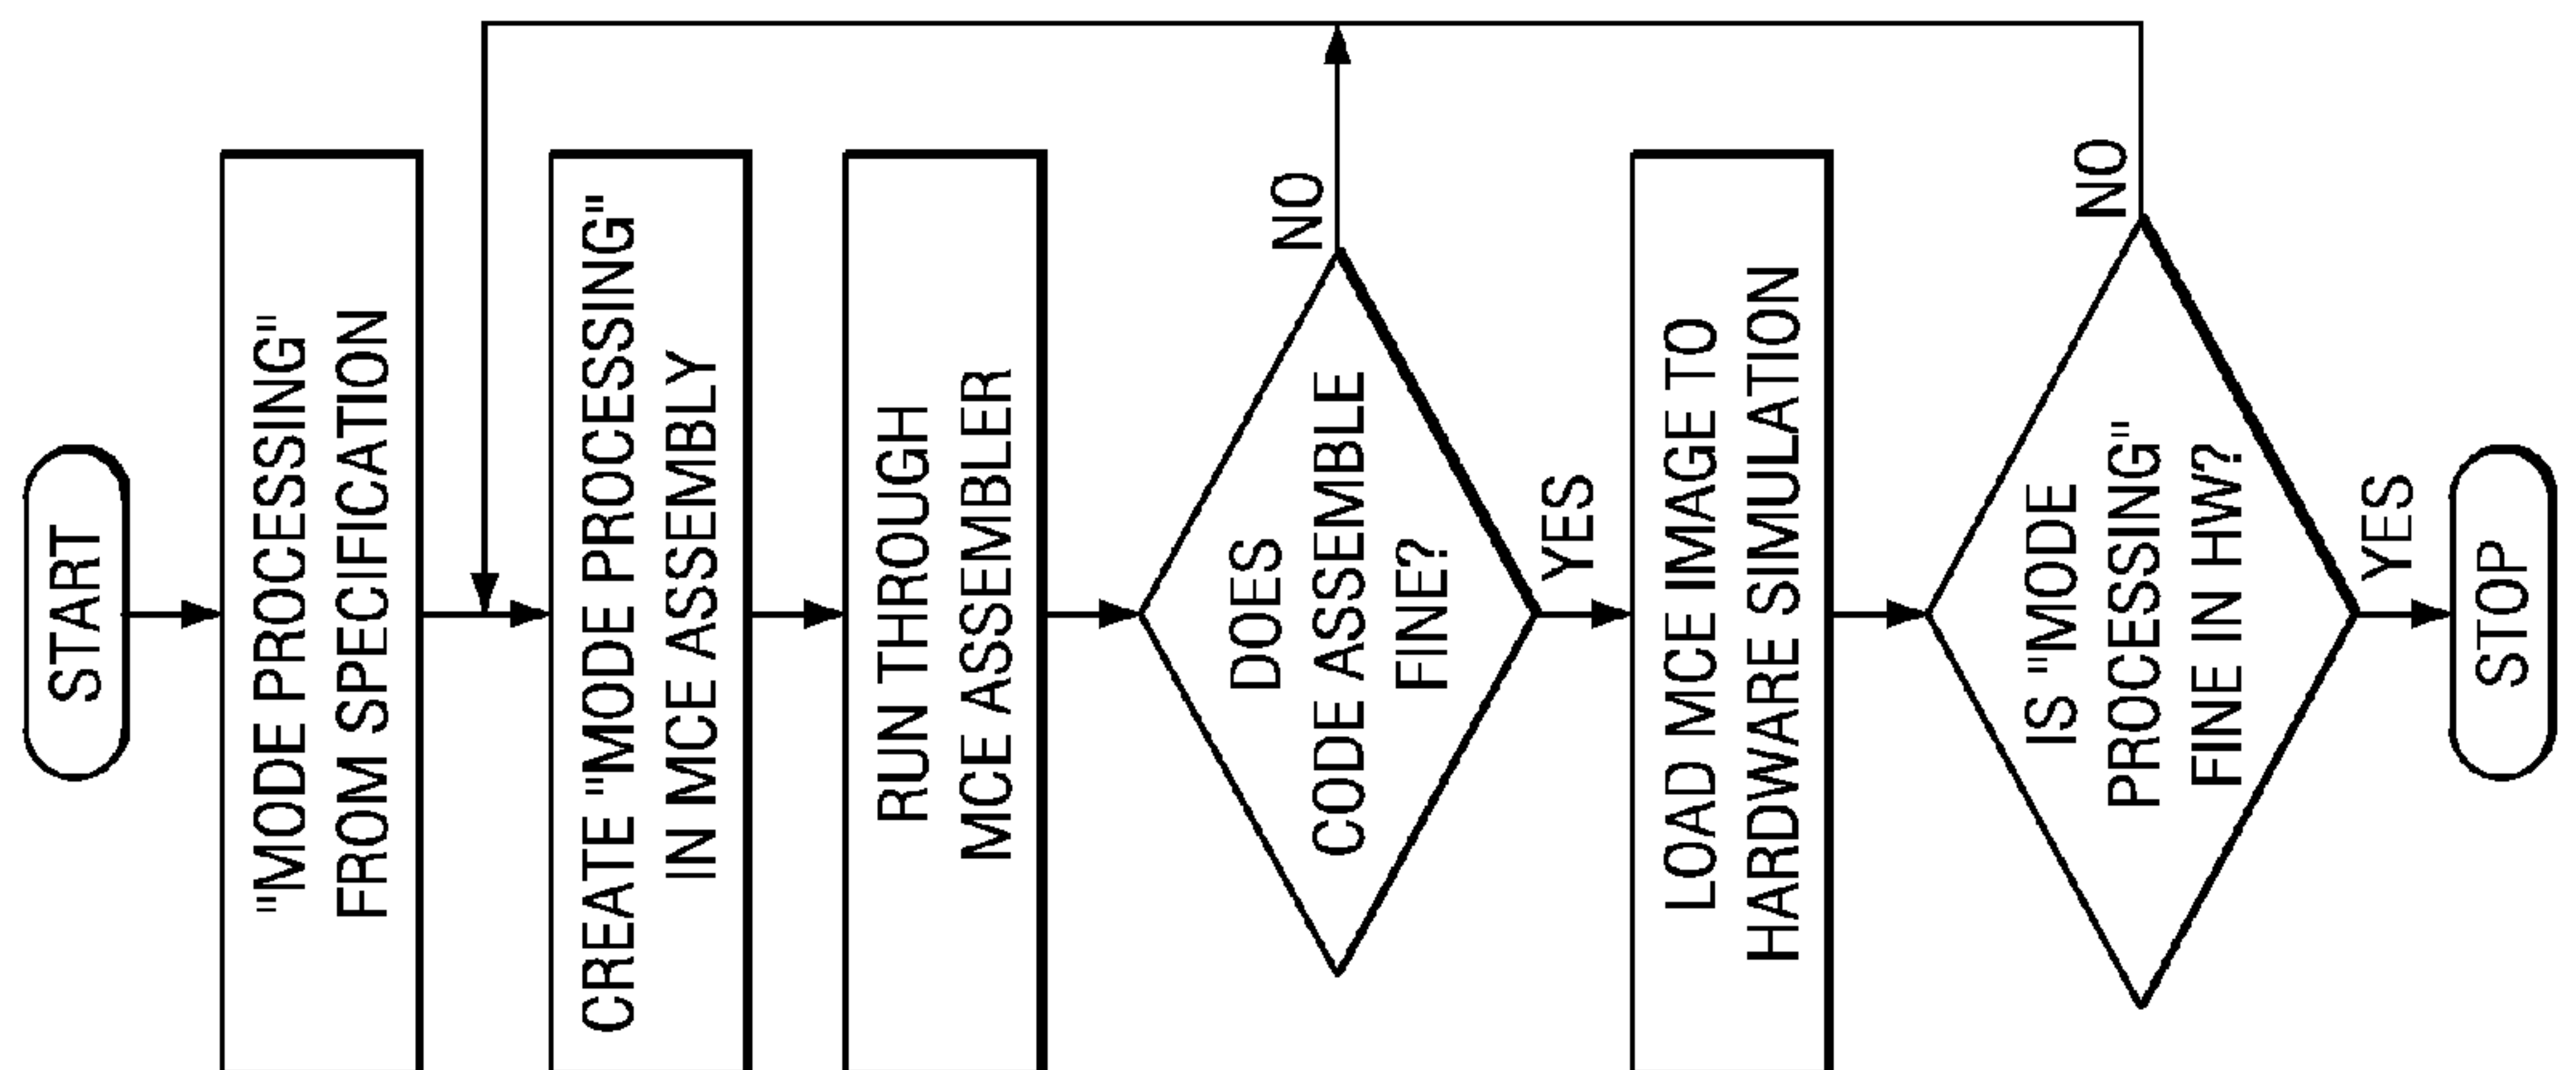 START
"MODE PROCESSING"
FROM SPECIFICATION
CREATE "MODE PROCESSING"
IN MCE ASSEMBLY
RUN THROUGH
MCE ASSEMBLER
DOES
CODE ASSEMBLE
FINE?
NO
YES
LOAD MCE IMAGE TO
HARDWARE SIMULATION
IS "MODE
PROCESSING"
FINE IN HW?
NO
YES
STOP